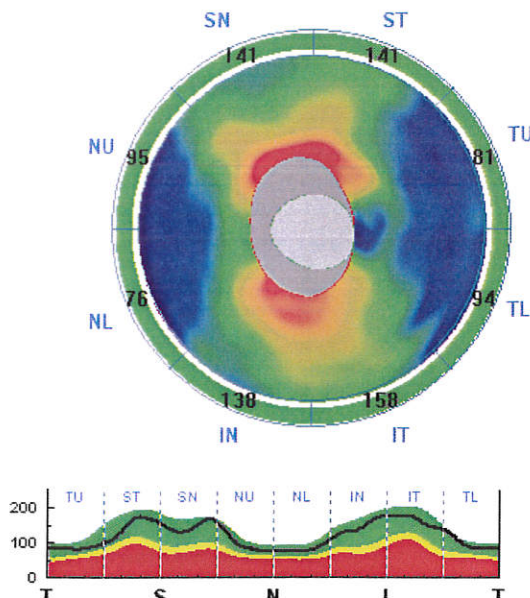 SN ST
141 141
NU 95 81 TU
NL 76 94 TL
138 158
IN IT
TU ST SN NU NL IN IT TL
200
100
0
T S N I T